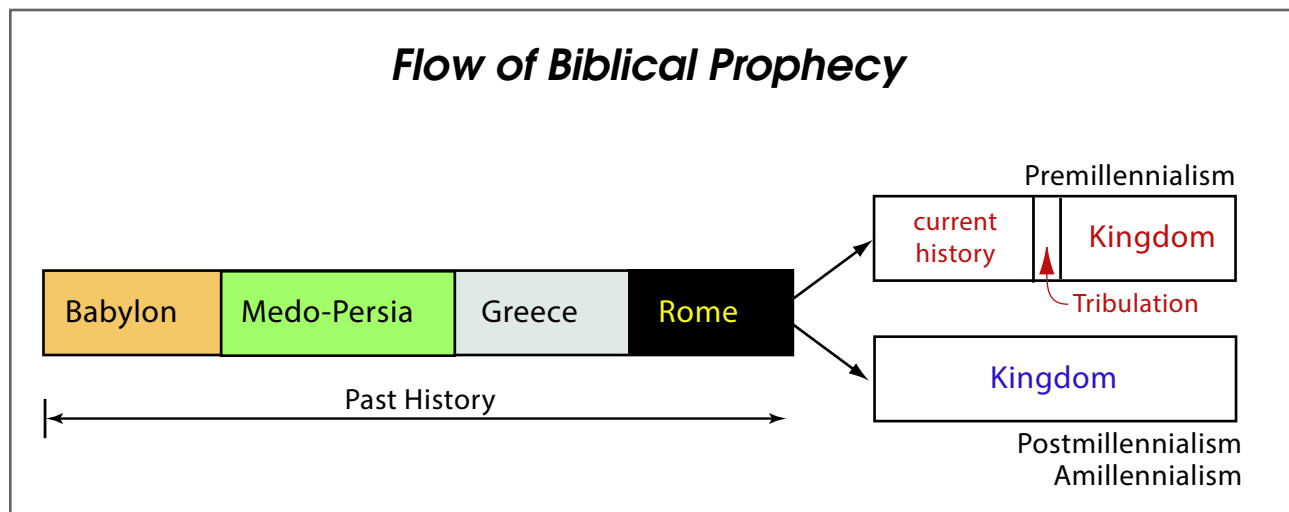 Flow of Biblical Prophecy
Babylon
Medo-Persia
Greece
Rome
Past History
Premillennialism
current
history
Kingdom
Tribulation
Kingdom
Postmillennialism
Amillennialism